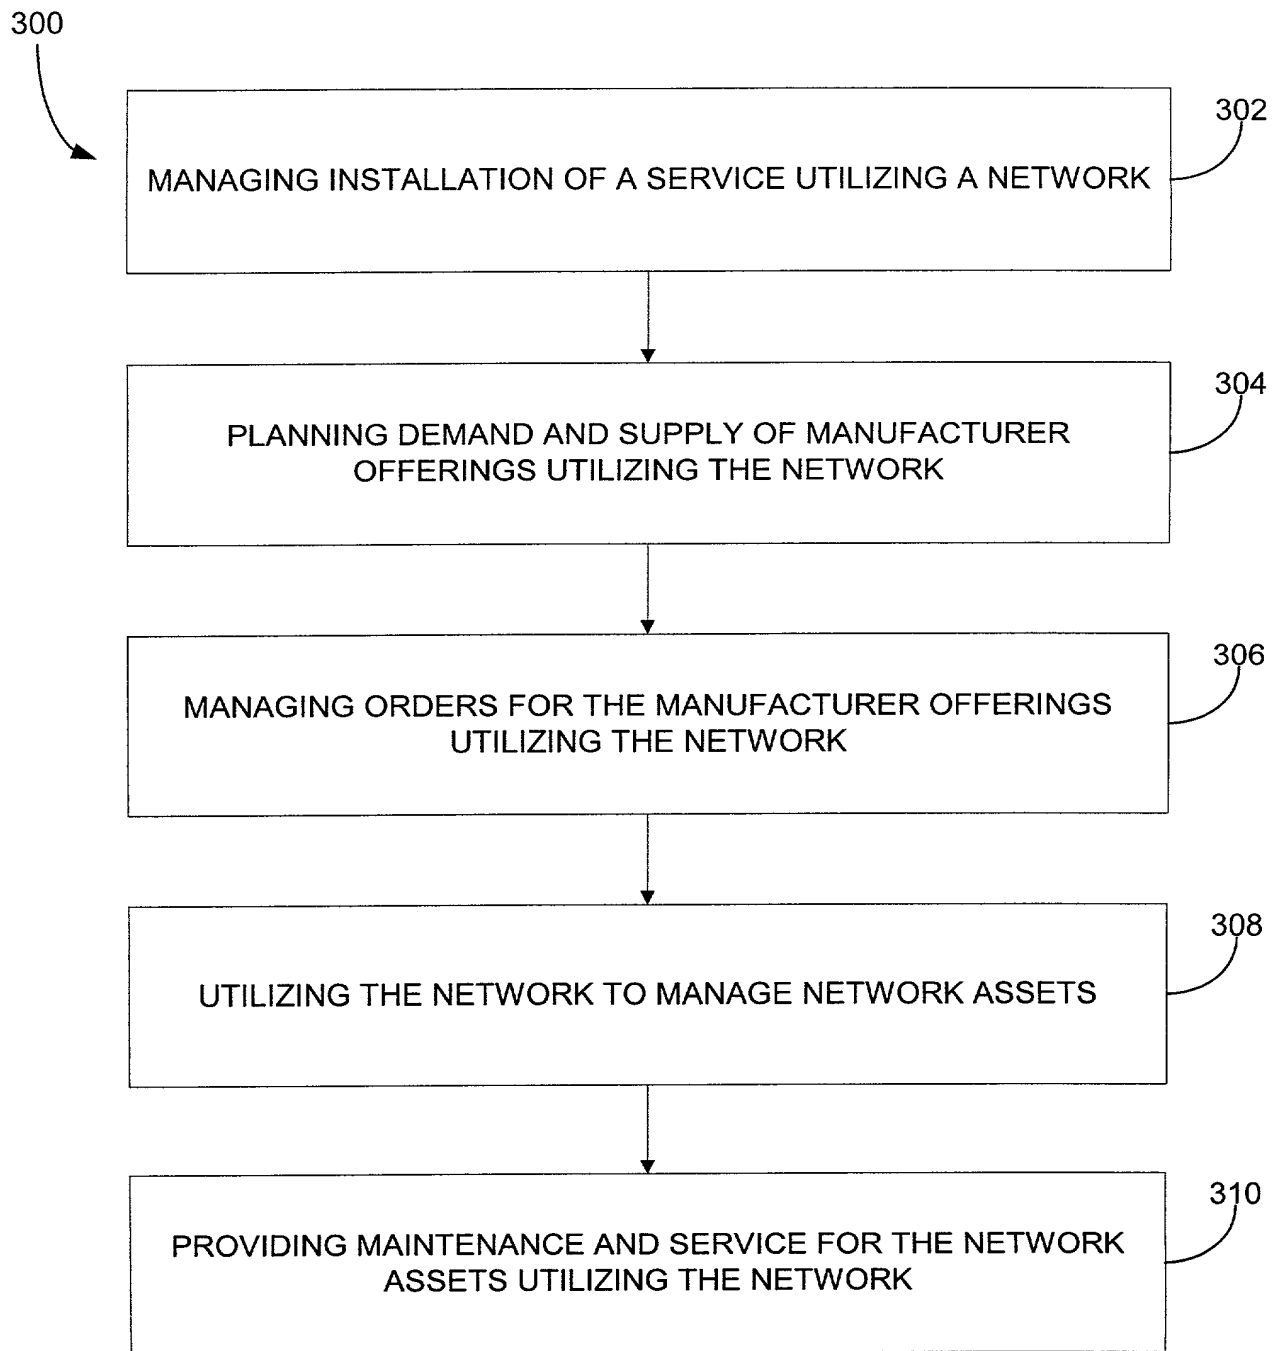 300
302
MANAGING INSTALLATION OF A SERVICE UTILIZING A NETWORK
304
PLANNING DEMAND AND SUPPLY OF MANUFACTURER
OFFERINGS UTILIZING THE NETWORK
306
MANAGING ORDERS FOR THE MANUFACTURER OFFERINGS
UTILIZING THE NETWORK
308
UTILIZING THE NETWORK TO MANAGE NETWORK ASSETS
310
PROVIDING MAINTENANCE AND SERVICE FOR THE NETWORK
ASSETS UTILIZING THE NETWORK